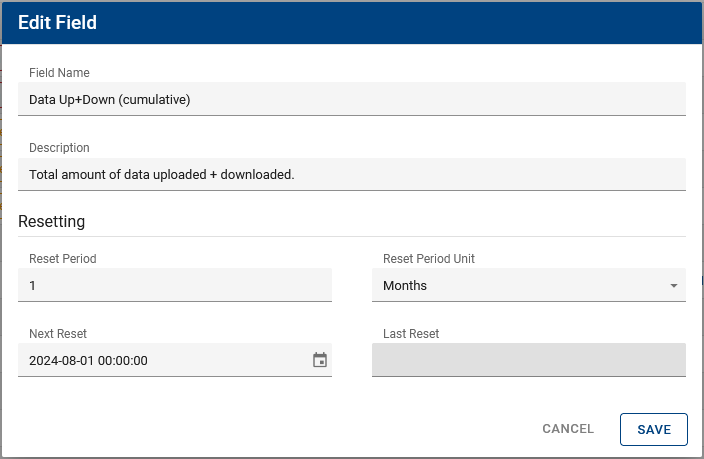 Edit Field
Field Name
Data Up+Down (cumulative)
Description
Total amount of data uploaded + downloaded.
Resetting
Reset Period
Reset Period Unit
1
Months
Next Reset
Last Reset
2024-08-01 00:00:00
CANCEL
SAVE